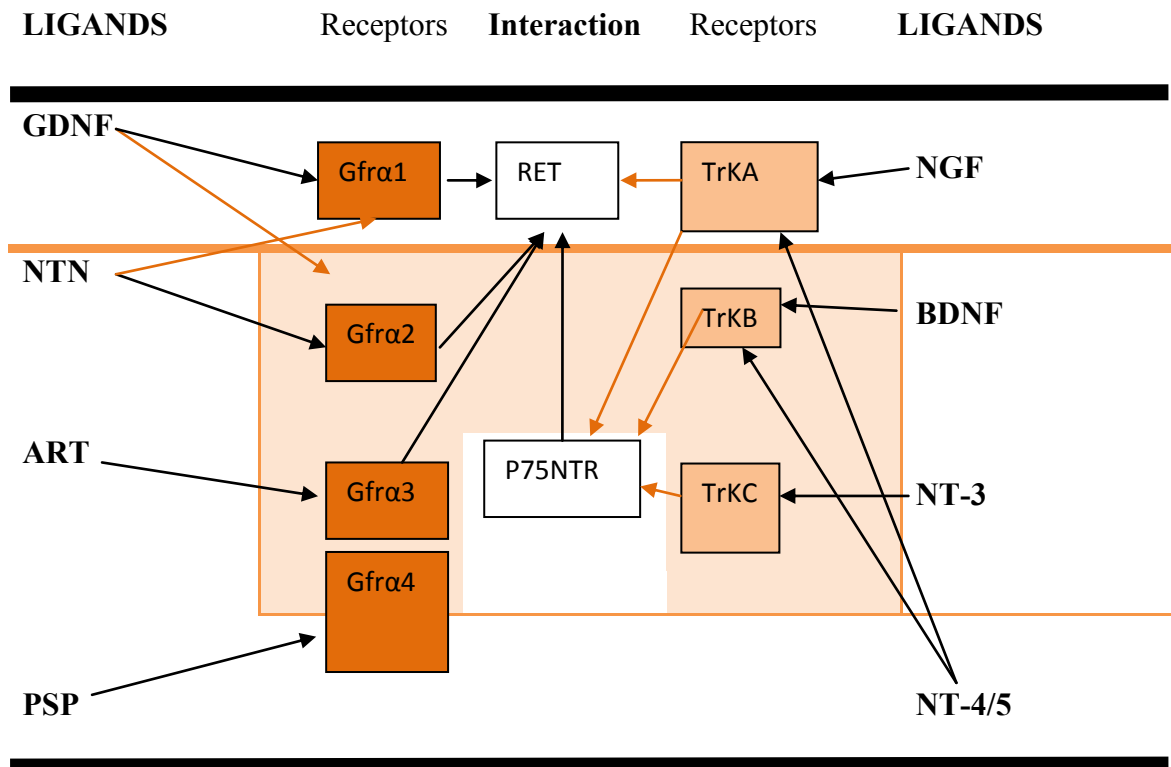 LIGANDS Receptors Interaction Receptors LIGANDS
GDNF
Gfrα1 RET TrKA NGF
NTN
Gfrα2 TrKB BDNF
ART P75NTR
Gfrα3 TrKC NT-3
Gfrα4
PSP NT-4/5